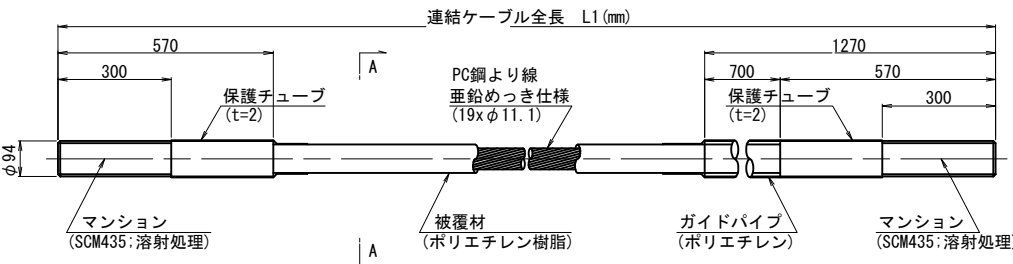 連結ケーブル全長 L1(mm)
570
1270
A
300
PC鋼より線
700
570
保護チューブ
亜鉛めっき仕様
保護チューブ
300
(t=2)
(19xφ11.1)
(t=2)
φ94
マンション
被覆材
ガイドパイプ
マンション
(SCM435;溶射処理)
(ポリエチレン樹脂)
(ポリエチレン)
(SCM435;溶射処理)
A